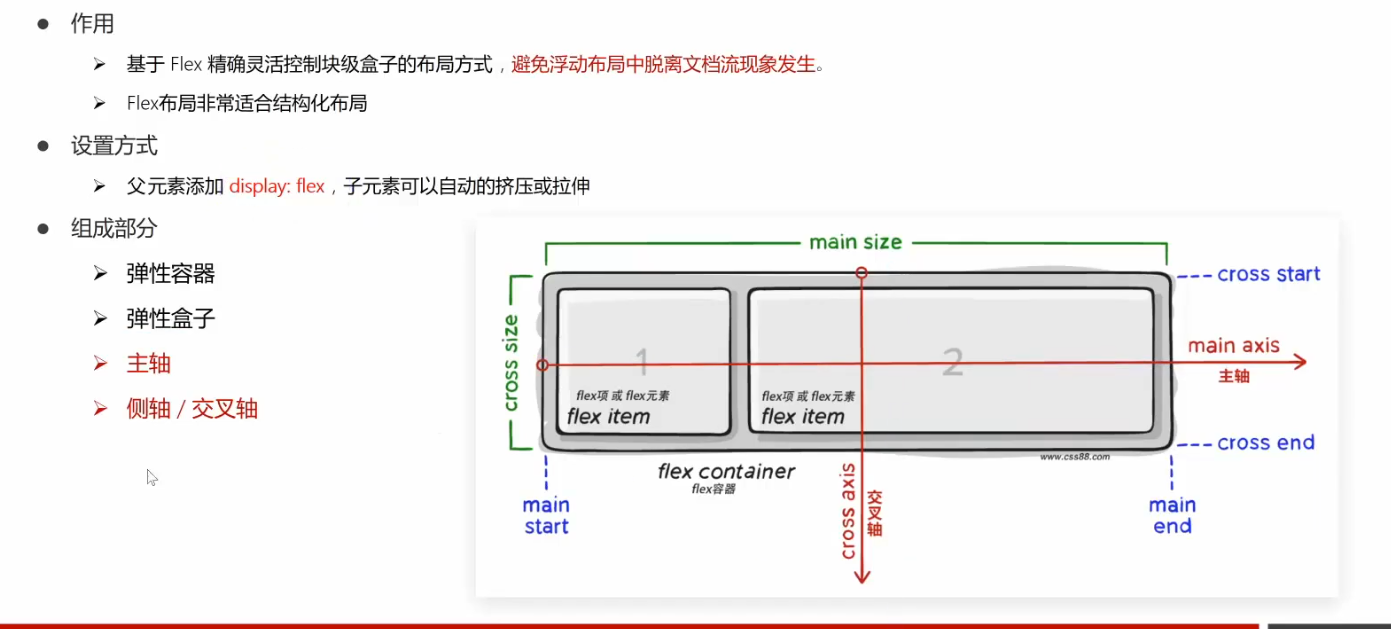 作用
基于 Flex 精确灵活控制块级盒子的布局方式，避免浮动布局中脱离文档流现象发生。
Flex布局非常适合结构化布局
设置方式
父元素添加 display: flex，子元素可以自动的挤压或拉伸
组成部分
弹性容器
弹性盒子
主轴
侧轴 / 交叉轴
main size
cross start
cross size
1
2
main axis
主轴
flex项 或 flex元素
flex item
flex项 或 flex元素
flex item
cross end
www.css88.com
flex container
flex容器
cross axis
交叉轴
main start
main end